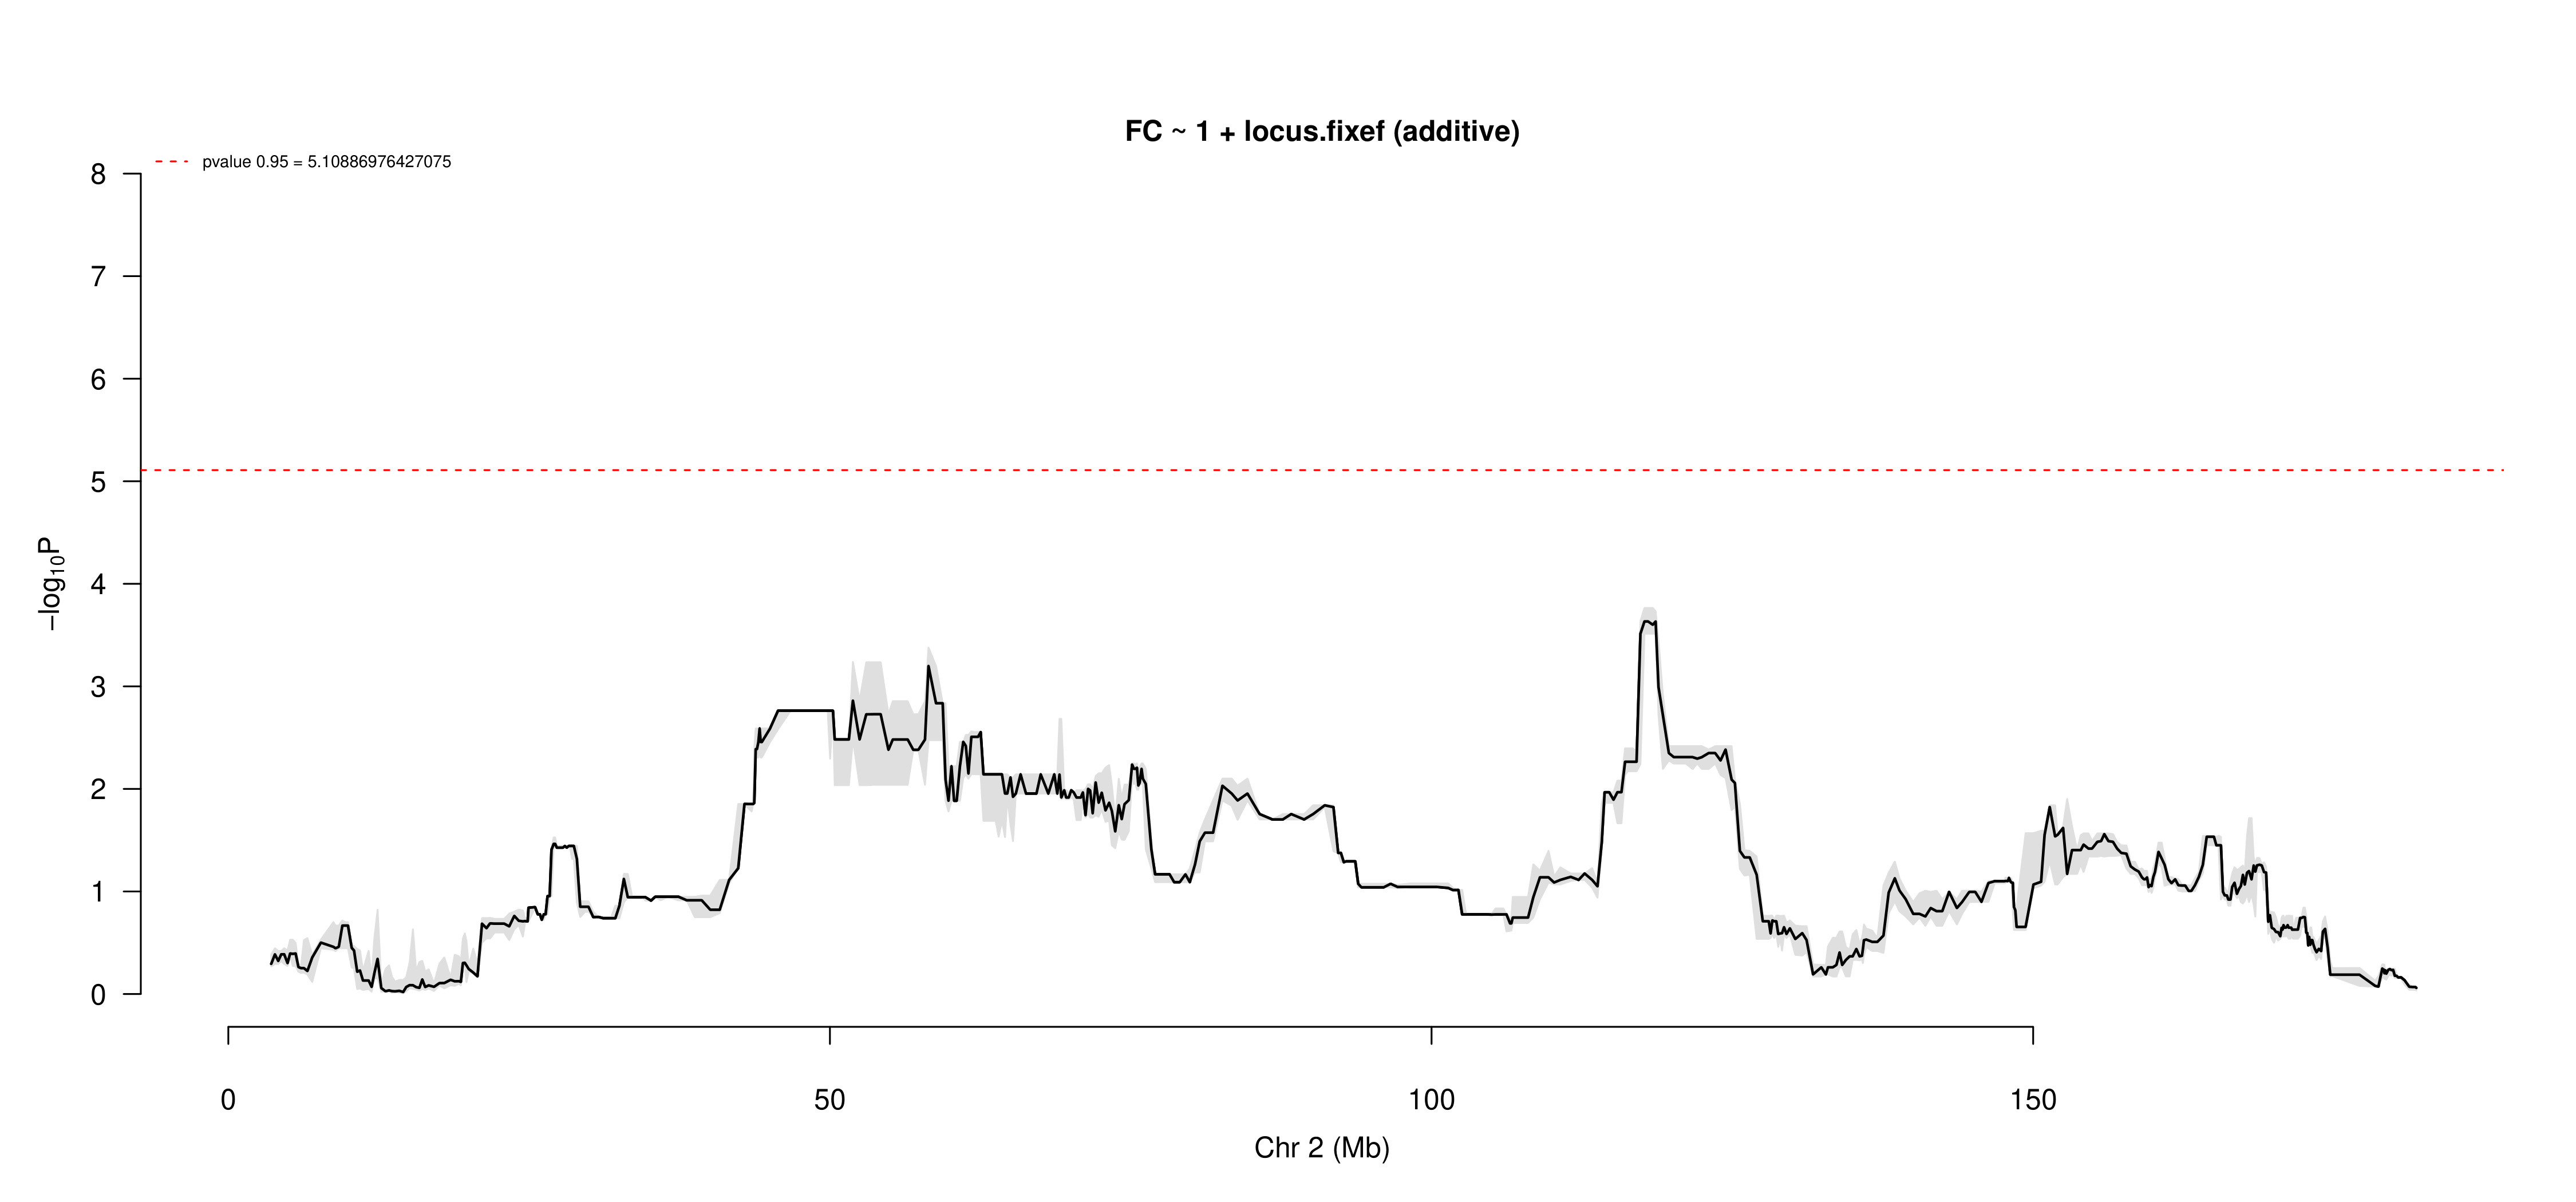 FC ~ 1 + locus.fixef (additive)
pvalue 0.95 = 5.10886976427075
8
7
6
5
4
3
2
1
0
−log10P
0 50 100 150
Chr 2 (Mb)